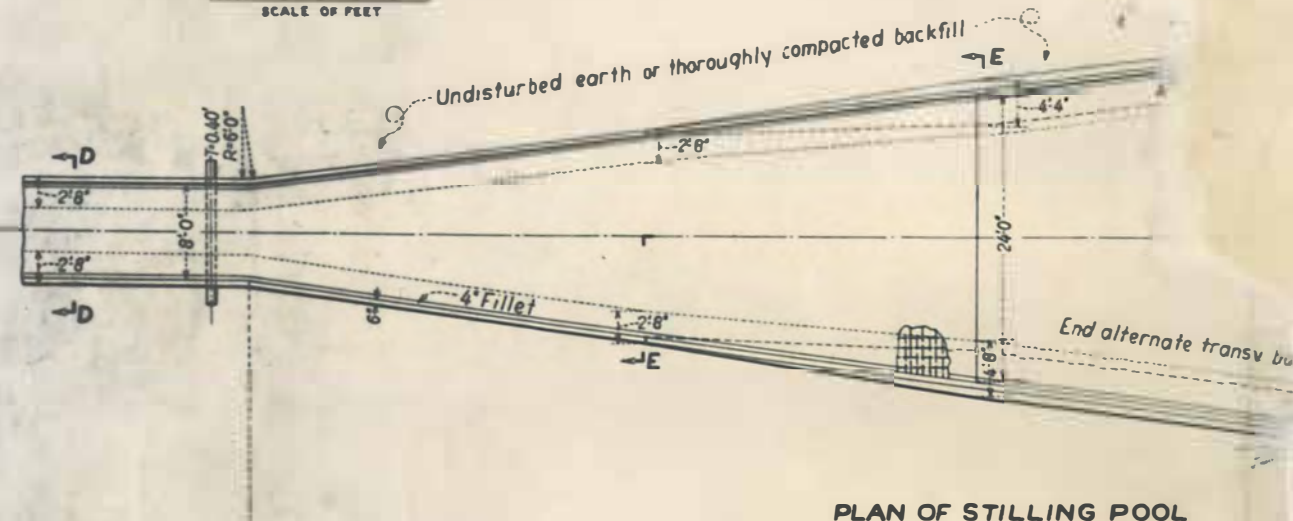 SCALE OF FEET
Undisturbed earth or thoroughly compacted backfill
E
4'-4"
T=0.40'
R=6'0"
D
2'-8"
2'-8"
8'-0"
24'-0"
2'-8"
D
6"
4" Fillet
2'-8"
E
4'-8"
End alternate transv
PLAN OF STILLING POOL